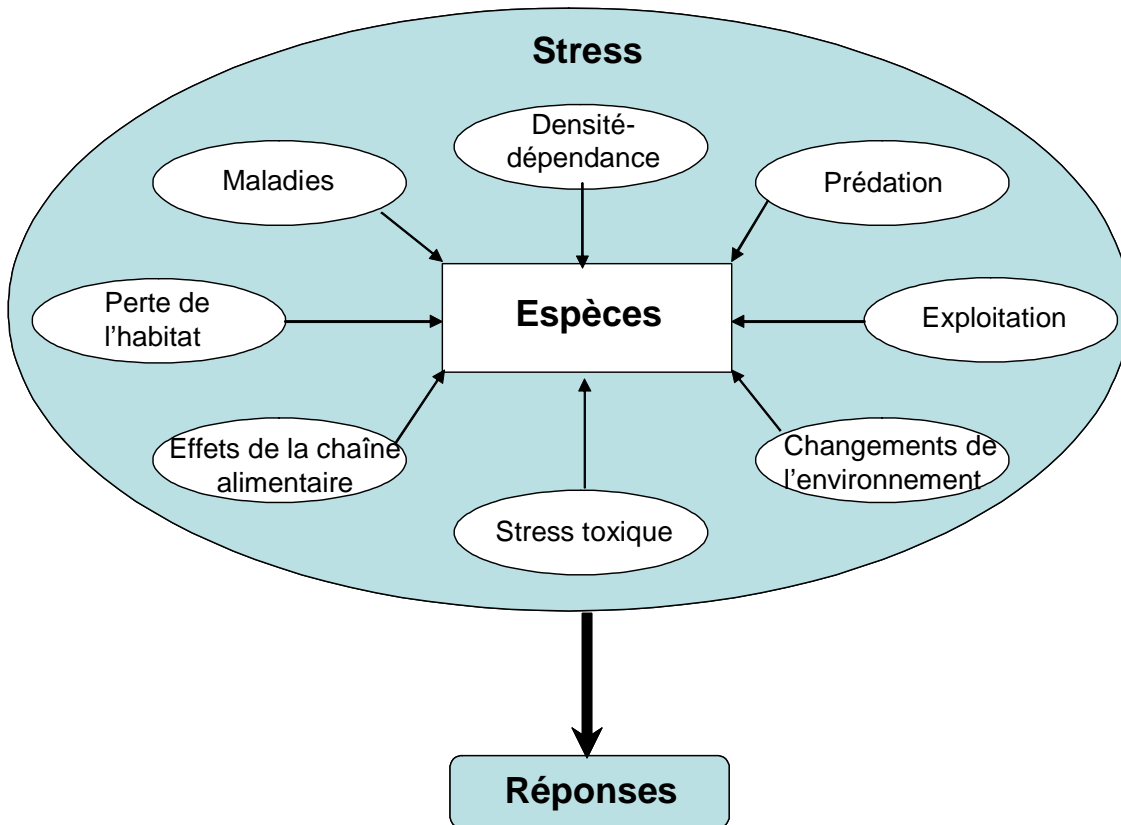 Stress
Densité-
dépendance
Maladies
Prédation
Perte de
l'habitat
Espèces
Exploitation
Effets de la chaîne
alimentaire
Changements de
l'environnement
Stress toxique
Réponses